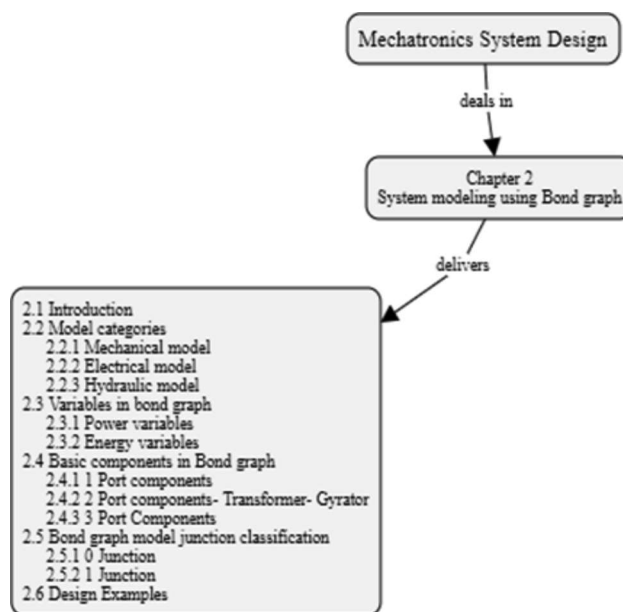 Mechatronics System Design
deals in
Chapter 2
System modeling using Bond graph
delivers
2.1 Introduction
2.2 Model categories
2.2.1 Mechanical model
2.2.2 Electrical model
2.2.3 Hydraulic model
2.3 Variables in bond graph
2.3.1 Power variables
2.3.2 Energy variables
2.4 Basic components in Bond graph
2.4.1 1 Port components
2.4.2 2 Port components- Transformer- Gyrator
2.4.3 3 Port Components
2.5 Bond graph model junction classification
2.5.1 0 Junction
2.5.2 1 Junction
2.6 Design Examples